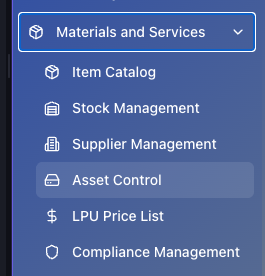 Materials and Services
Item Catalog
Stock Management
Supplier Management
Asset Control
LPU Price List
Compliance Management